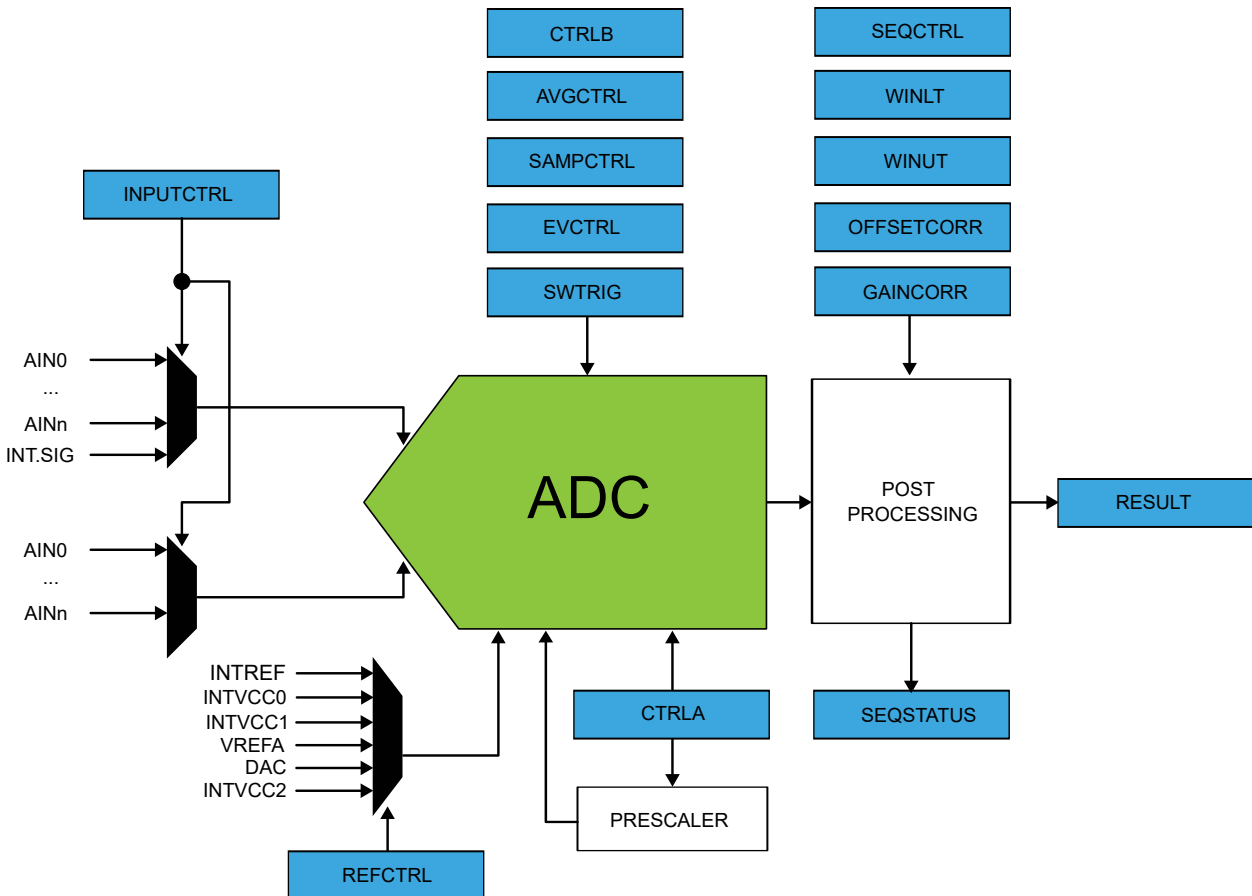 CTRLB
SEQCTRL
AVGCTRL
WINLT
SAMPCTRL
WINUT
INPUTCTRL
EVCTRL
OFFSETCORR
SWTRIG
GAINCORR
AIN0
...
AINn
INT.SIG
ADC
POST
PROCESSING
RESULT
AIN0
...
AINn
INTREF
INTVCC0
INTVCC1
VREFA
DAC
INTVCC2
CTRLA
SEQSTATUS
PRESCALER
REFCTRL